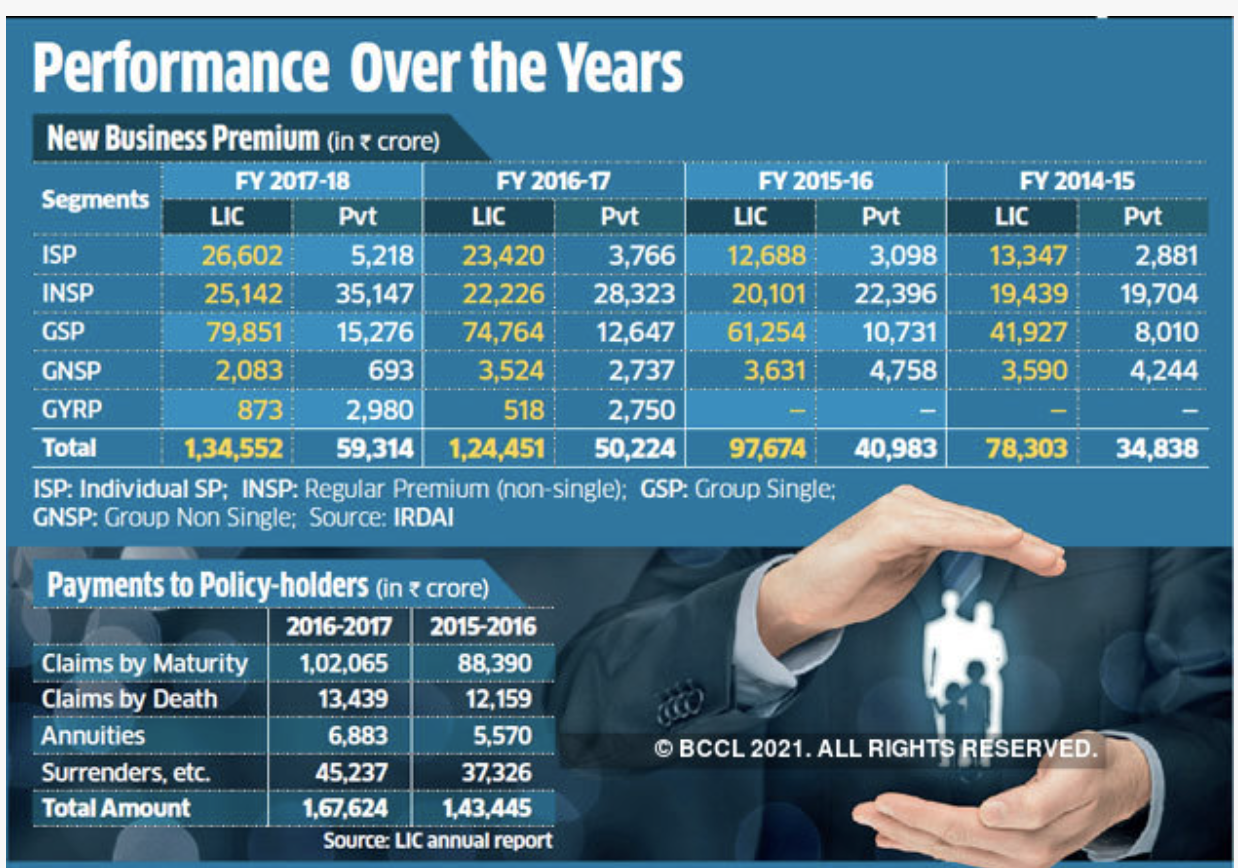 Performance Over the Years
New Business Premium (in ₹ crore)
Segments FY 2017-18 FY 2016-17 FY 2015-16 FY 2014-15
LIC Pvt LIC Pvt LIC Pvt LIC Pvt
ISP 26,602 5,218 23,420 3,766 12,688 3,098 13,347 2,881
INSP 25,142 35,147 22,226 28,323 20,101 22,396 19,439 19,704
GSP 79,851 15,276 74,764 12,647 61,254 10,731 41,927 8,010
GNSP 2,083 693 3,524 2,737 3,631 4,758 3,590 4,244
GYRP 873 2,980 518 2,750 – – – –
Total 1,34,552 59,314 1,24,451 50,224 97,674 40,983 78,303 34,838
ISP: Individual SP; INSP: Regular Premium (non-single); GSP: Group Single;
GNSP: Group Non Single; Source: IRDAI
Payments to Policy-holders (in ₹ crore)
2016-2017 2015-2016
Claims by Maturity 1,02,065 88,390
Claims by Death 13,439 12,159
Annuities 6,883 5,570
Surrenders, etc. 45,237 37,326
Total Amount 1,67,624 1,43,445
Source: LIC annual report
© BCCL 2021. ALL RIGHTS RESERVED.